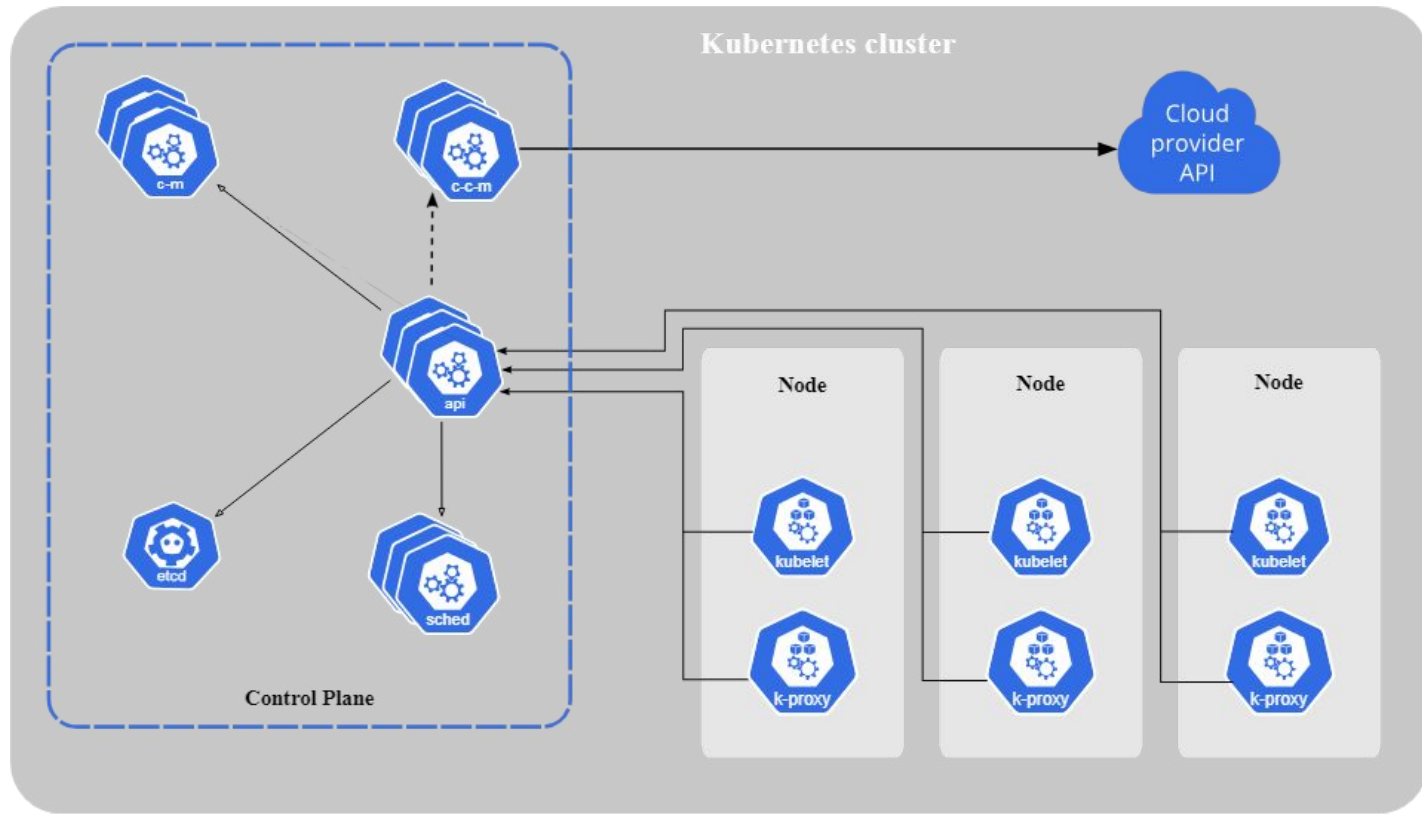 Kubernetes cluster
c-m
c-c-m
Cloud
provider
API
api
Node
Node
Node
etcd
sched
kubelet
kubelet
kubelet
k-proxy
k-proxy
k-proxy
Control Plane